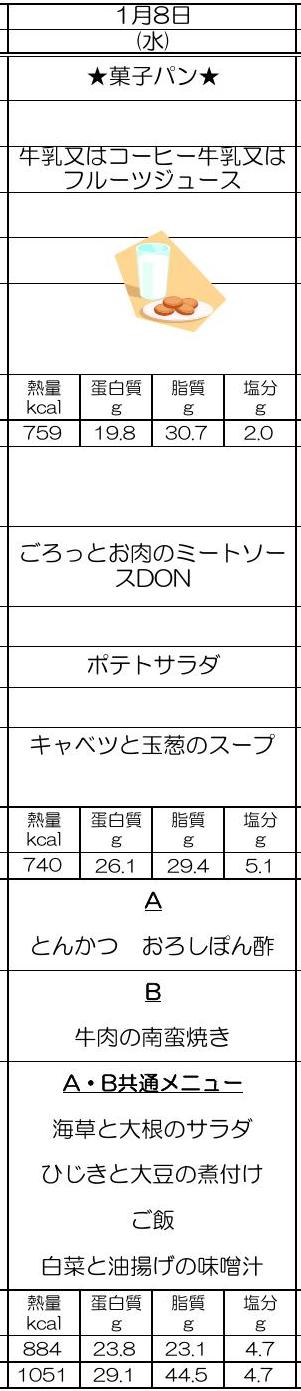 1月8日
(水)
★菓子パン★
牛乳又はコーヒー牛乳又は
フルーツジュース
熱量 蛋白質 脂質 塩分
kcal g g g
759 19.8 30.7 2.0
ごろっとお肉のミートソー
スDON
ポテトサラダ
キャベツと玉葱のスープ
熱量 蛋白質 脂質 塩分
kcal g g g
740 26.1 29.4 5.1
A
とんかつ　おろしぽん酢
B
牛肉の南蛮焼き
A・B共通メニュー
海草と大根のサラダ
ひじきと大豆の煮付け
ご飯
白菜と油揚げの味噌汁
熱量 蛋白質 脂質 塩分
kcal g g g
884 23.8 23.1 4.7
1051 29.1 44.5 4.7